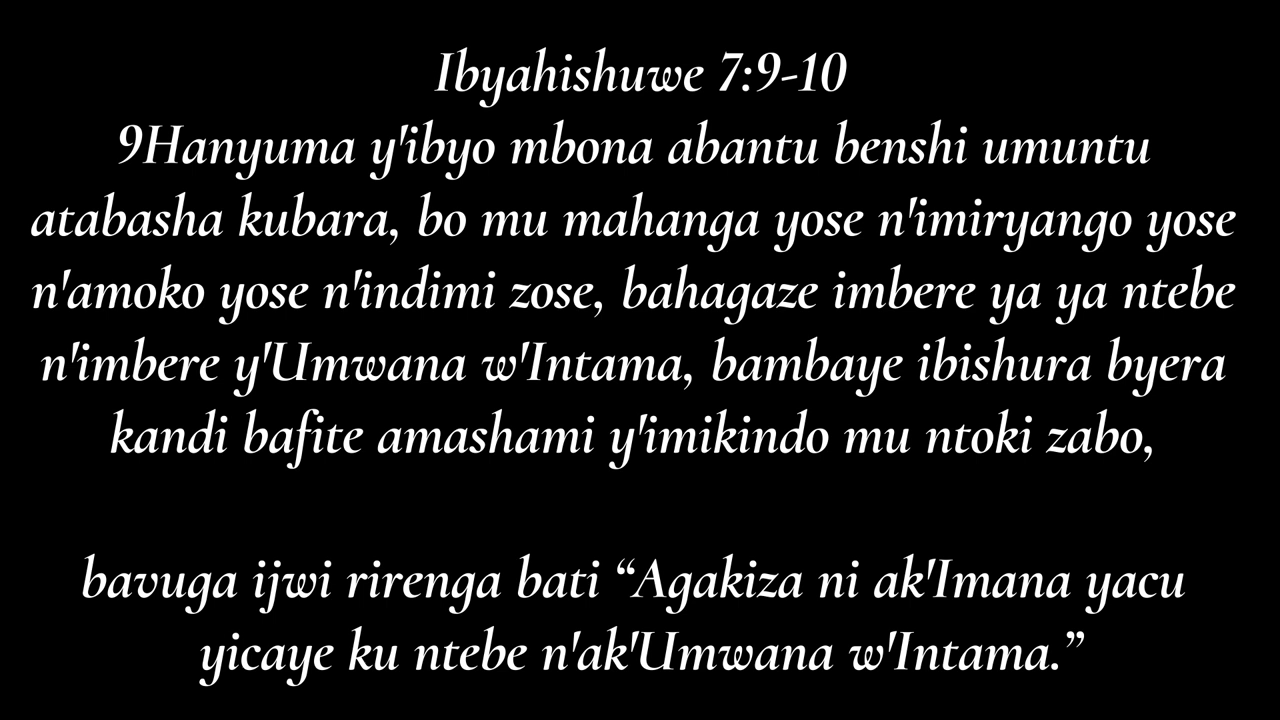 Ibyahishuwe 7:9-10
9Hanyuma y'ibyo mbona abantu benshi umuntu
atabasha kubara, bo mu mahanga yose n'imiryango yose
n'amoko yose n'indimi zose, bahagaze imbere ya ya ntebe
n'imbere y'Umwana w'Intama, bambaye ibishura byera
kandi bafite amashami y'imikindo mu ntoki zabo,
bavuga ijwi rirenga bati “Agakiza ni ak'Imana yacu
yicaye ku ntebe n'ak'Umwana w'Intama.”